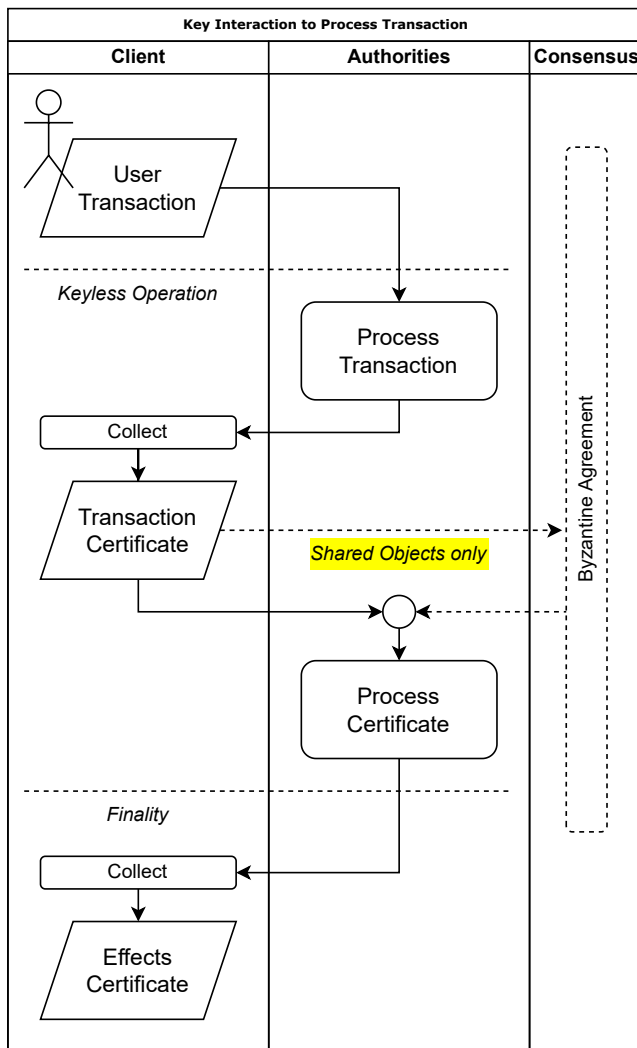 Key Interaction to Process Transaction
Client
Authorities
Consensus
User
Transaction
Keyless Operation
Process
Transaction
Collect
Transaction
Certificate
Shared Objects only
Byzantine Agreement
Process
Certificate
Finality
Collect
Effects
Certificate